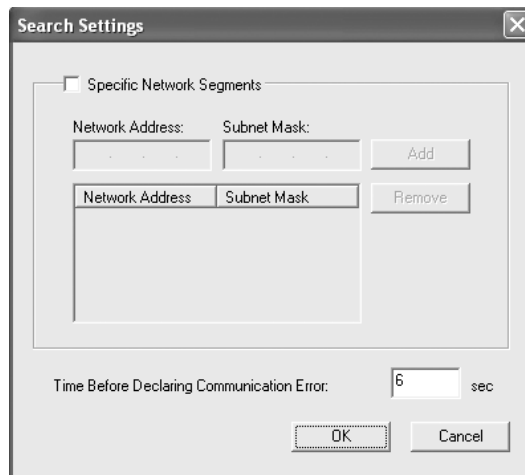 Search Settings
Specific Network Segments
Network Address: Subnet Mask:
Add
Network Address Subnet Mask
Remove
Time Before Declaring Communication Error: 6 sec
OK Cancel